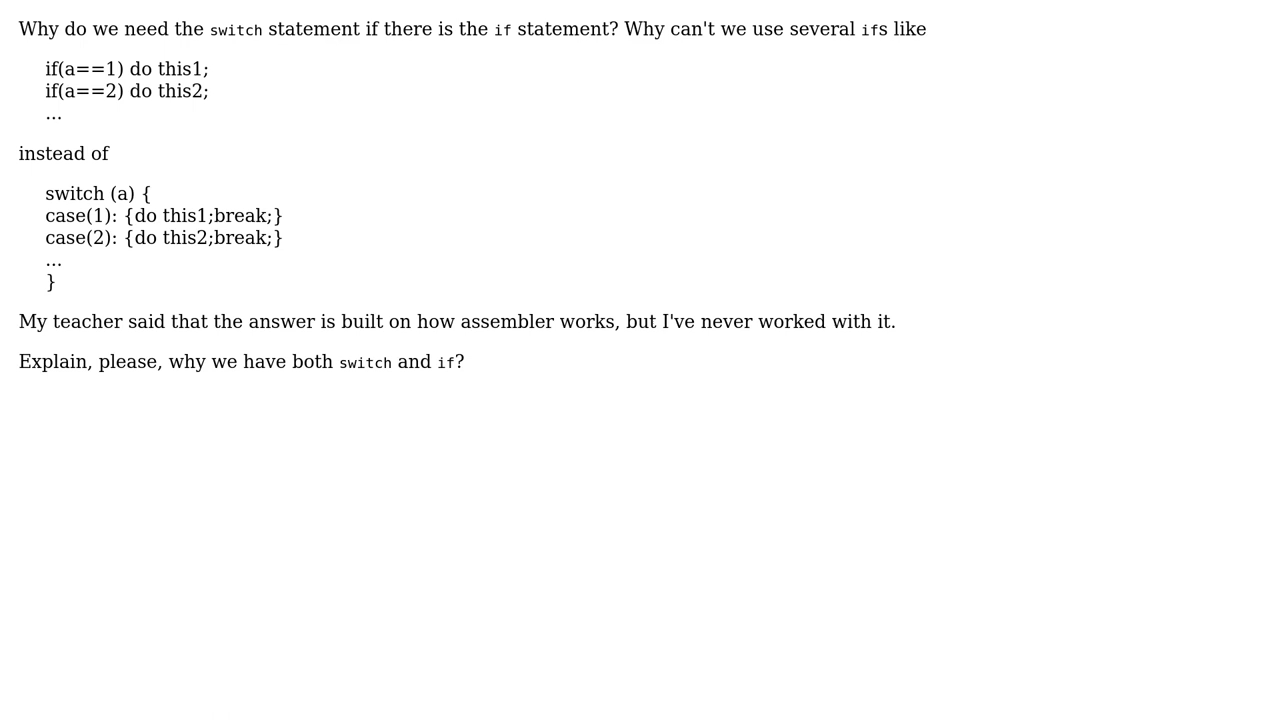 Why do we need the switch statement if there is the if statement? Why can't we use several ifs like
if(a==1) do this1;
if(a==2) do this2;
...
instead of
switch (a) {
case(1): {do this1;break;}
case(2): {do this2;break;}
...
}
My teacher said that the answer is built on how assembler works, but I've never worked with it.
Explain, please, why we have both switch and if?